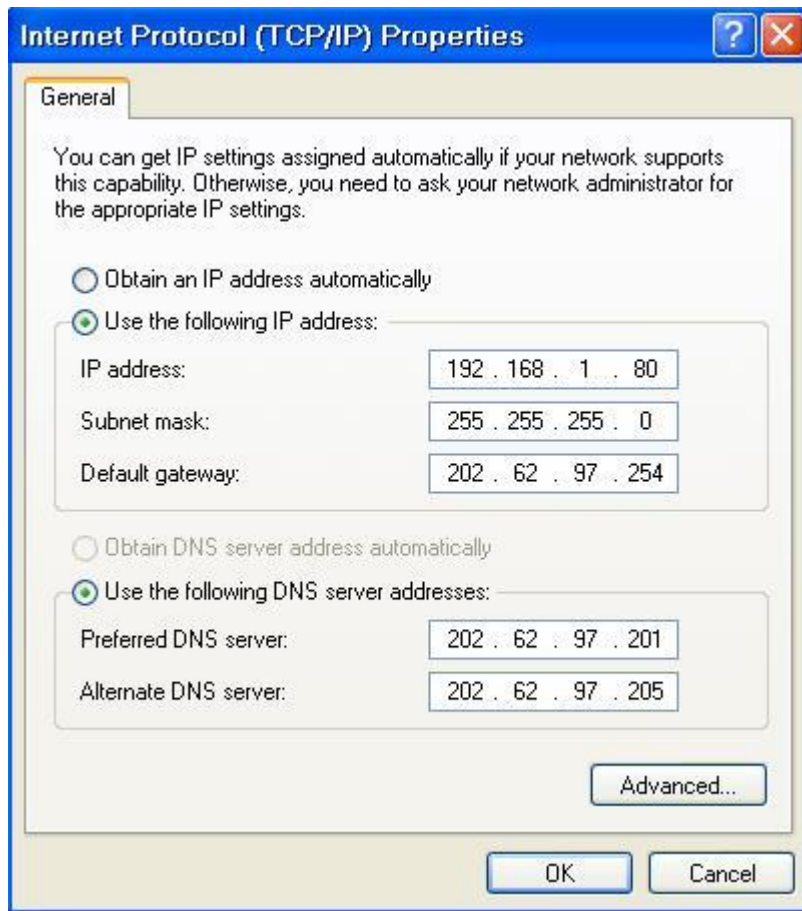 Internet Protocol (TCP/IP) Properties
General
You can get IP settings assigned automatically if your network supports
this capability. Otherwise, you need to ask your network administrator for
the appropriate IP settings.
Obtain an IP address automatically
Use the following IP address:
IP address: 192 . 168 . 1 . 80
Subnet mask: 255 . 255 . 255 . 0
Default gateway: 202 . 62 . 97 . 254
Obtain DNS server address automatically
Use the following DNS server addresses:
Preferred DNS server: 202 . 62 . 97 . 201
Alternate DNS server: 202 . 62 . 97 . 205
Advanced...
OK Cancel